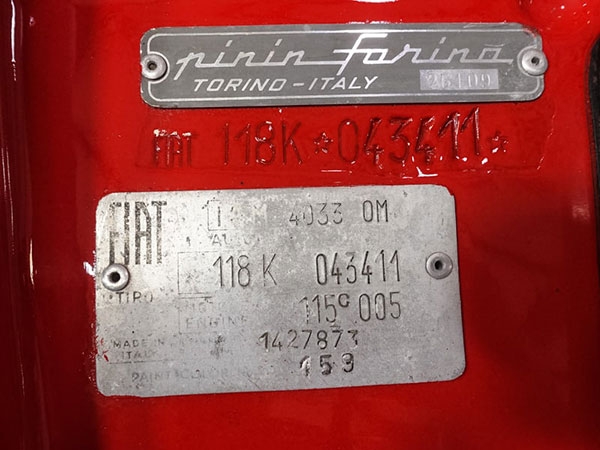 pinin farina
TORINO-ITALY 26109
FIAT 118K*043411*
FIAT 4033 OM
118 K 043411
TIPO 115C 005
ENGINE
1427873
MADE IN ITALY
153